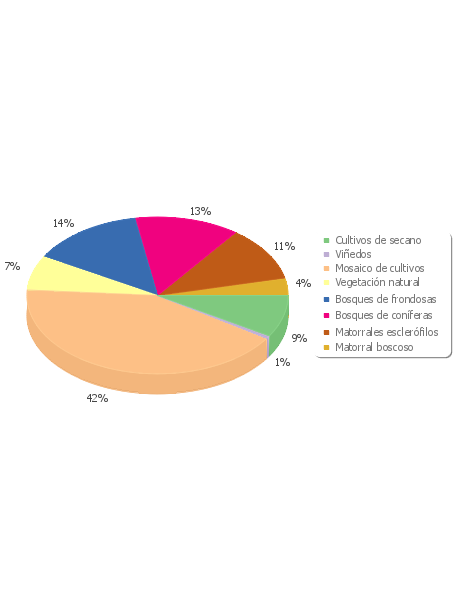 13%
14%
11%
7%
4%
9%
1%
42%
Cultivos de secano
Viñedos
Mosaico de cultivos
Vegetación natural
Bosques de frondosas
Bosques de coníferas
Matorrales esclerófilos
Matorral boscoso